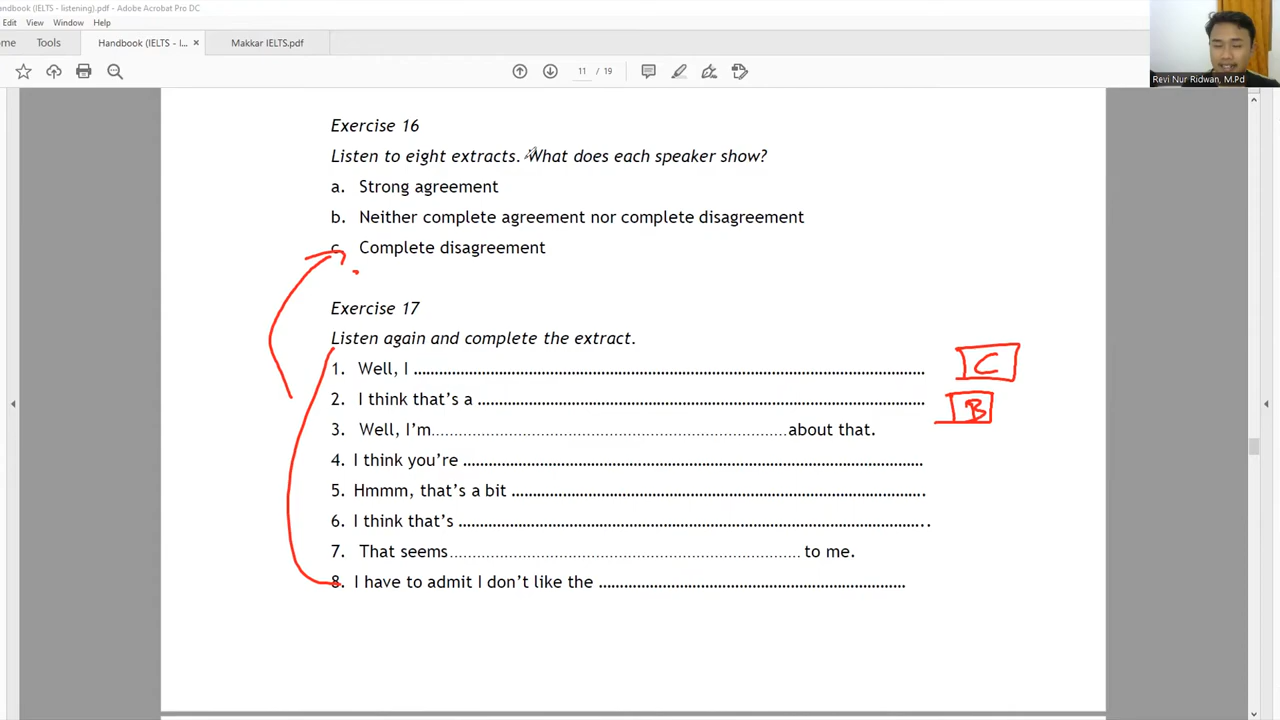 andbook (IELTS - listening).pdf - Adobe Acrobat Pro DC
Edit View Window Help
ome Tools Handbook (IELTS - l... × Makkar IELTS.pdf
11 / 19
Revi Nur Ridwan, M.Pd
Exercise 16
Listen to eight extracts. What does each speaker show?
a. Strong agreement
b. Neither complete agreement nor complete disagreement
c. Complete disagreement
Exercise 17
Listen again and complete the extract.
1. Well, I ........................................................................................................ C
2. I think that’s a ........................................................................................ B
3. Well, I’m.................................................................................about that.
4. I think you’re ...........................................................................................
5. Hmmm, that’s a bit ..................................................................................
6. I think that’s .............................................................................................
7. That seems................................................................................ to me.
8. I have to admit I don’t like the ..................................................................